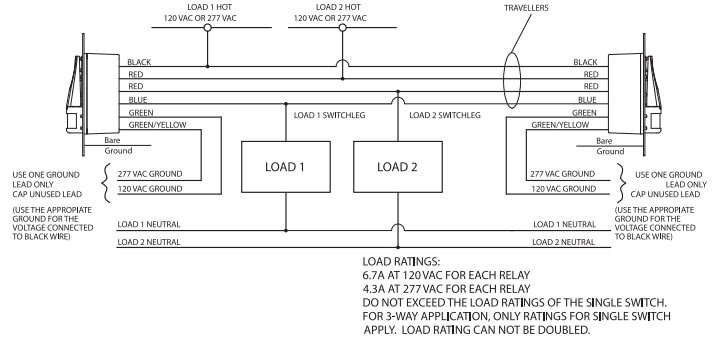 LOAD 1 HOT
120 VAC OR 277 VAC
LOAD 2 HOT
120 VAC OR 277 VAC
TRAVELLERS
BLACK
BLACK
RED
RED
RED
RED
BLUE
BLUE
GREEN
GREEN
LOAD 1 SWITCHLEG
LOAD 2 SWITCHLEG
GREEN/YELLOW
GREEN/YELLOW
Bare
Ground
Bare
Ground
LOAD 1
LOAD 2
USE ONE GROUND
LEAD ONLY
CAP UNUSED LEAD
277 VAC GROUND
120 VAC GROUND
277 VAC GROUND
120 VAC GROUND
USE ONE GROUND
LEAD ONLY
CAP UNUSED LEAD
(USE THE APPROPIATE
GROUND FOR THE
VOLTAGE CONNECTED
TO BLACK WIRE)
(USE THE APPROPIATE
GROUND FOR THE
VOLTAGE CONNECTED
TO BLACK WIRE)
LOAD 1 NEUTRAL
LOAD 1 NEUTRAL
LOAD 2 NEUTRAL
LOAD 2 NEUTRAL
LOAD RATINGS:
6.7A AT 120 VAC FOR EACH RELAY
4.3A AT 277 VAC FOR EACH RELAY
DO NOT EXCEED THE LOAD RATINGS OF THE SINGLE SWITCH.
FOR 3-WAY APPLICATION, ONLY RATINGS FOR SINGLE SWITCH
APPLY. LOAD RATING CAN NOT BE DOUBLED.